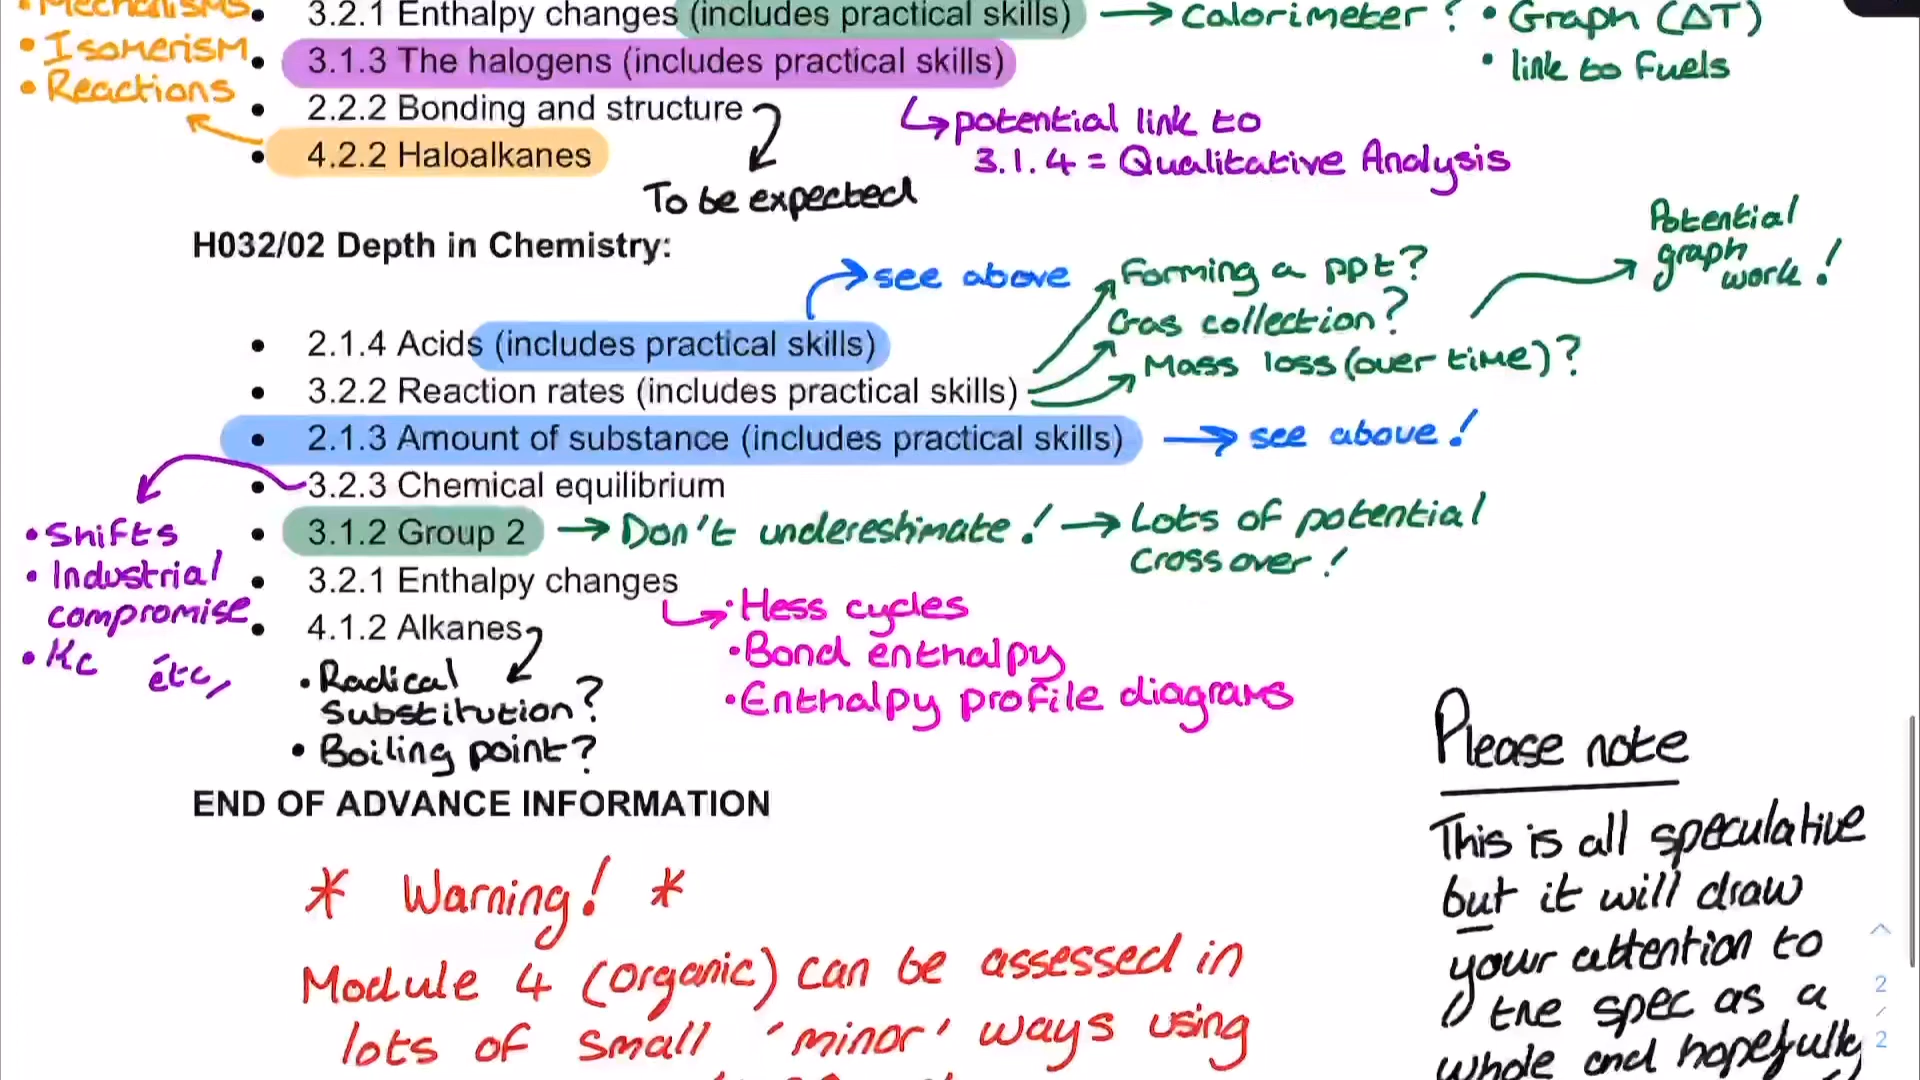 Mechanisms
• Isomerism
• Reactions
3.2.1 Enthalpy changes (includes practical skills) → Calorimeter? • Graph (ΔT)
• link to Fuels
• 3.1.3 The halogens (includes practical skills)
↳ potential link to
3.1.4 = Qualitative Analysis
• 2.2.2 Bonding and structure
To be expected
• 4.2.2 Haloalkanes
H032/02 Depth in Chemistry:
• 2.1.4 Acids (includes practical skills)
→ see above
• 3.2.2 Reaction rates (includes practical skills)
Forming a ppt?
Gas collection?
Mass loss (over time)?
Potential
graph
work!
• 2.1.3 Amount of substance (includes practical skills) → see above!
• 3.2.3 Chemical equilibrium
• Shifts
• Industrial
compromise
• Kc etc,
• 3.1.2 Group 2 → Don't underestimate! → Lots of potential
Crossover!
• 3.2.1 Enthalpy changes
↳ • Hess cycles
• Bond enthalpy
• Enthalpy profile diagrams
• 4.1.2 Alkanes
• Radical
Substitution?
• Boiling point?
END OF ADVANCE INFORMATION
* Warning! *
Module 4 (organic) can be assessed in
lots of small 'minor' ways using
Please note
This is all speculative
but it will draw
your attention to
the spec as a
whole and hopefully
2
/
2